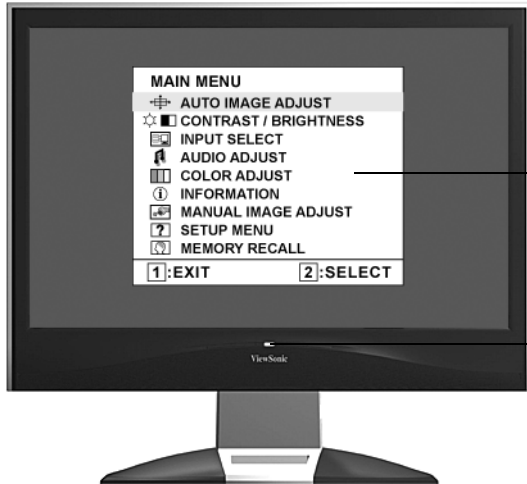 MAIN MENU
AUTO IMAGE ADJUST
CONTRAST / BRIGHTNESS
INPUT SELECT
AUDIO ADJUST
COLOR ADJUST
INFORMATION
MANUAL IMAGE ADJUST
? SETUP MENU
MEMORY RECALL
1:EXIT 2:SELECT
ViewSonic